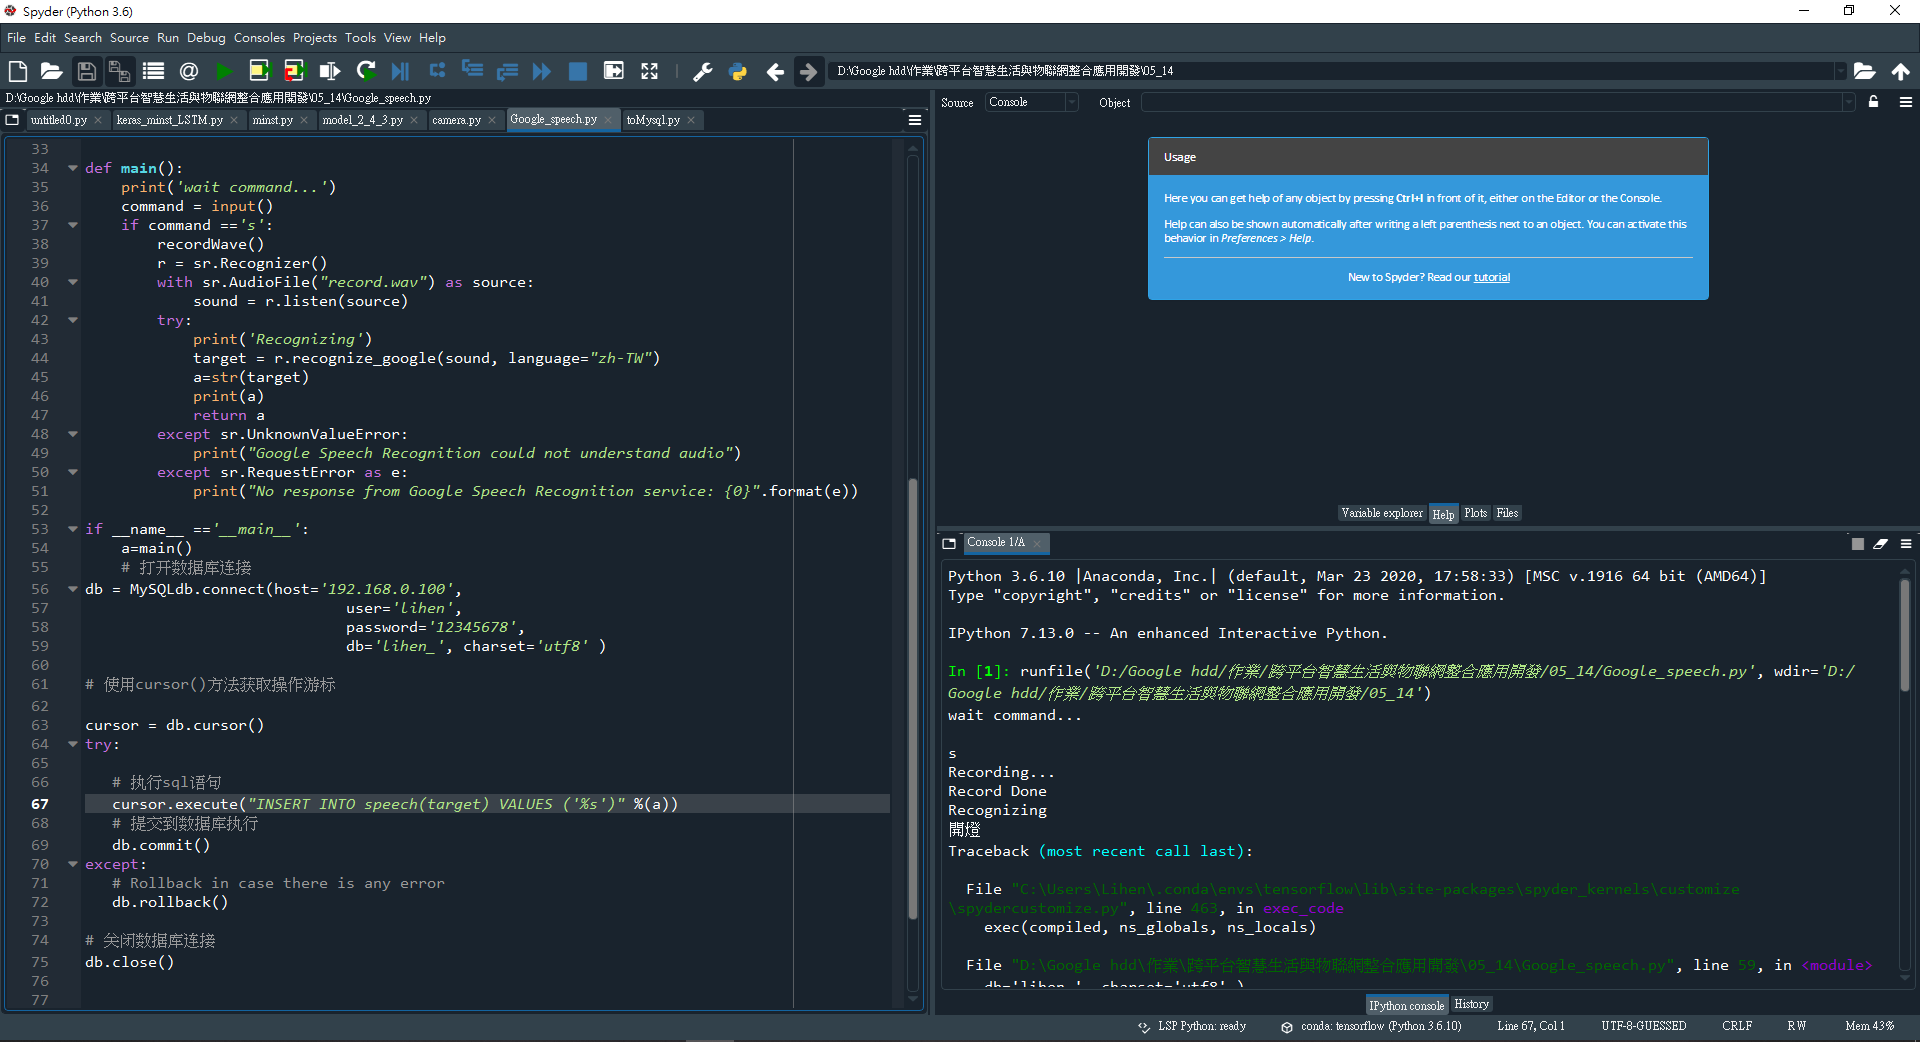 Spyder (Python 3.6)
File Edit Search Source Run Debug Consoles Projects Tools View Help
D:\Google hdd\作業\跨平台智慧生活與物聯網整合應用開發\05_14
D:\Google hdd\作業\跨平台智慧生活與物聯網整合應用開發\05_14\Google_speech.py
untitled0.py keras_minst_LSTM.py minst.py model_2_4_3.py camera.py Google_speech.py toMysql.py
33
34 def main():
35 print('wait command...')
36 command = input()
37 if command =='s':
38 recordWave()
39 r = sr.Recognizer()
40 with sr.AudioFile("record.wav") as source:
41 sound = r.listen(source)
42 try:
43 print('Recognizing')
44 target = r.recognize_google(sound, language="zh-TW")
45 a=str(target)
46 print(a)
47 return a
48 except sr.UnknownValueError:
49 print("Google Speech Recognition could not understand audio")
50 except sr.RequestError as e:
51 print("No response from Google Speech Recognition service: {0}".format(e))
52
53 if __name__ =='__main__':
54 a=main()
55 # 打开数据库连接
56 db = MySQLdb.connect(host='192.168.0.100',
57 user='lihen',
58 password='12345678',
59 db='lihen_', charset='utf8' )
60
61 # 使用cursor()方法获取操作游标
62
63 cursor = db.cursor()
64 try:
65
66 # 执行sql语句
67 cursor.execute("INSERT INTO speech(target) VALUES ('%s')" %(a))
68 # 提交到数据库执行
69 db.commit()
70 except:
71 # Rollback in case there is any error
72 db.rollback()
73
74 # 关闭数据库连接
75 db.close()
76
77
Source Console Object
Usage
Here you can get help of any object by pressing Ctrl+I in front of it, either on the Editor or the Console.
Help can also be shown automatically after writing a left parenthesis next to an object. You can activate this
behavior in Preferences > Help.
New to Spyder? Read our tutorial
Variable explorer Help Plots Files
Console 1/A
Python 3.6.10 |Anaconda, Inc.| (default, Mar 23 2020, 17:58:33) [MSC v.1916 64 bit (AMD64)]
Type "copyright", "credits" or "license" for more information.
IPython 7.13.0 -- An enhanced Interactive Python.
In [1]: runfile('D:/Google hdd/作業/跨平台智慧生活與物聯網整合應用開發/05_14/Google_speech.py', wdir='D:/
Google hdd/作業/跨平台智慧生活與物聯網整合應用開發/05_14')
wait command...
s
Recording...
Record Done
Recognizing
開燈
Traceback (most recent call last):
File "C:\Users\Lihen\.conda\envs\tensorflow\lib\site-packages\spyder_kernels\customize
\spydercustomize.py", line 463, in exec_code
exec(compiled, ns_globals, ns_locals)
File "D:\Google hdd\作業\跨平台智慧生活與物聯網整合應用開發\05_14\Google_speech.py", line 59, in <module>
db='lihen_', charset='utf8' )
IPython console History
LSP Python: ready conda: tensorflow (Python 3.6.10) Line 67, Col 1 UTF-8-GUESSED CRLF RW Mem 43%